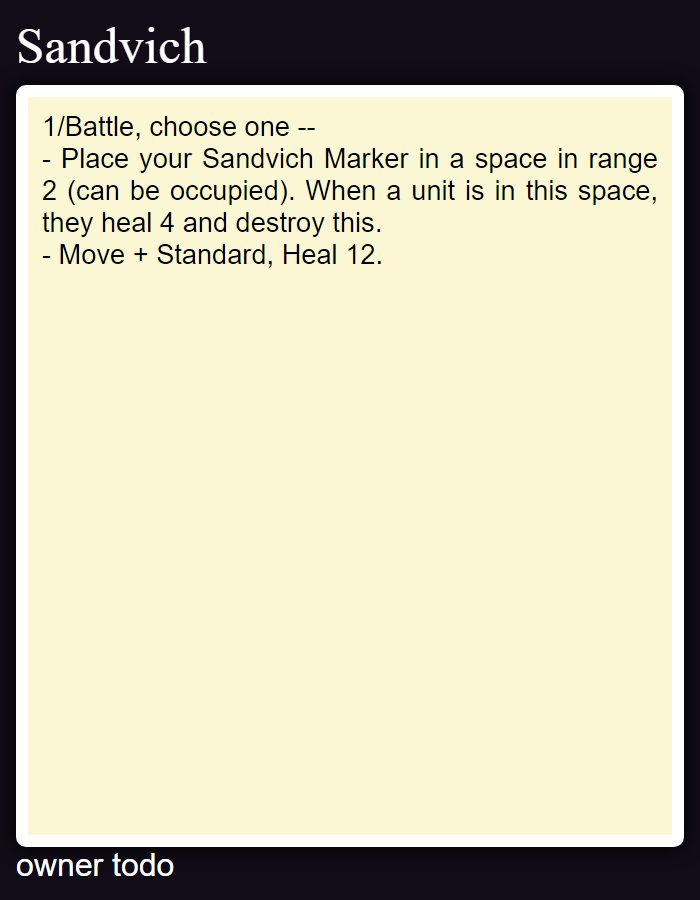 Sandvich
1/Battle, choose one --
- Place your Sandvich Marker in a space in range
2 (can be occupied). When a unit is in this space,
they heal 4 and destroy this.
- Move + Standard, Heal 12.
owner todo